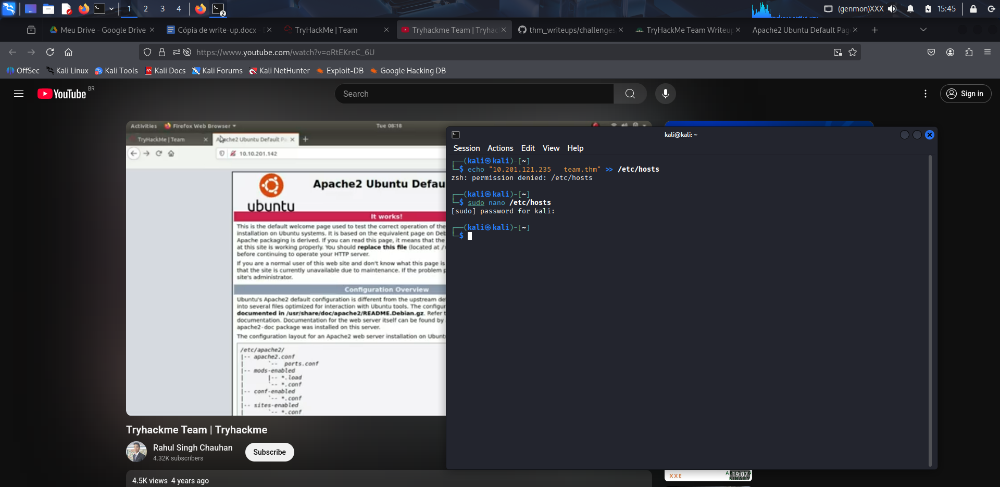 1 2 3 4
2
(genmon)XXX
15:45
Meu Drive - Google Drive
Cópia de write-up.docx -
TryHackMe | Team
Tryhackme Team | Tryhac
thm_writeups/challenges
TryHackMe Team Writeup
Apache2 Ubuntu Default Pag
https://www.youtube.com/watch?v=oRtEKreC_6U
OffSec Kali Linux Kali Tools Kali Docs Kali Forums Kali NetHunter Exploit-DB Google Hacking DB
YouTube BR
Search
Sign in
Activities Firefox Web Browser Tue 08:18
TryHackMe | Team
Apache2 Ubuntu Default Pa
10.10.201.142
ubuntu
Apache2 Ubuntu Defau
It works!
This is the default welcome page used to test the correct operation of the
installation on Ubuntu systems. It is based on the equivalent page on Deb
Apache packaging is derived. If you can read this page, it means that the
at this site is working properly. You should replace this file (located at /
before continuing to operate your HTTP server.
If you are a normal user of this web site and don't know what this page is
that the site is currently unavailable due to maintenance. If the problem p
site's administrator.
Configuration Overview
Ubuntu's Apache2 default configuration is different from the upstream de
into several files optimized for interaction with Ubuntu tools. The configur
documented in /usr/share/doc/apache2/README.Debian.gz. Refer t
documentation. Documentation for the web server itself can be found by
apache2-doc package was installed on this server.
The configuration layout for an Apache2 web server installation on Ubunt
/etc/apache2/
|-- apache2.conf
|       `--  ports.conf
|-- mods-enabled
|       |-- *.load
|       `-- *.conf
|-- conf-enabled
|       `-- *.conf
|-- sites-enabled
|       `-- *.conf
kali@kali: ~
Session Actions Edit View Help
┌──(kali㉿kali)-[~]
└─$ echo "10.201.121.235   team.thm" >> /etc/hosts
zsh: permission denied: /etc/hosts
┌──(kali㉿kali)-[~]
└─$ sudo nano /etc/hosts
[sudo] password for kali:
┌──(kali㉿kali)-[~]
└─$
Tryhackme Team | Tryhackme
Rahul Singh Chauhan
4.32K subscribers
Subscribe
4.5K views 4 years ago
XXE
19:07